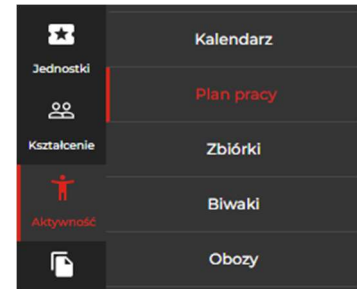 Jednostki
Kształcenie
Aktywność
Kalendarz
Plan pracy
Zbiórki
Biwaki
Obozy